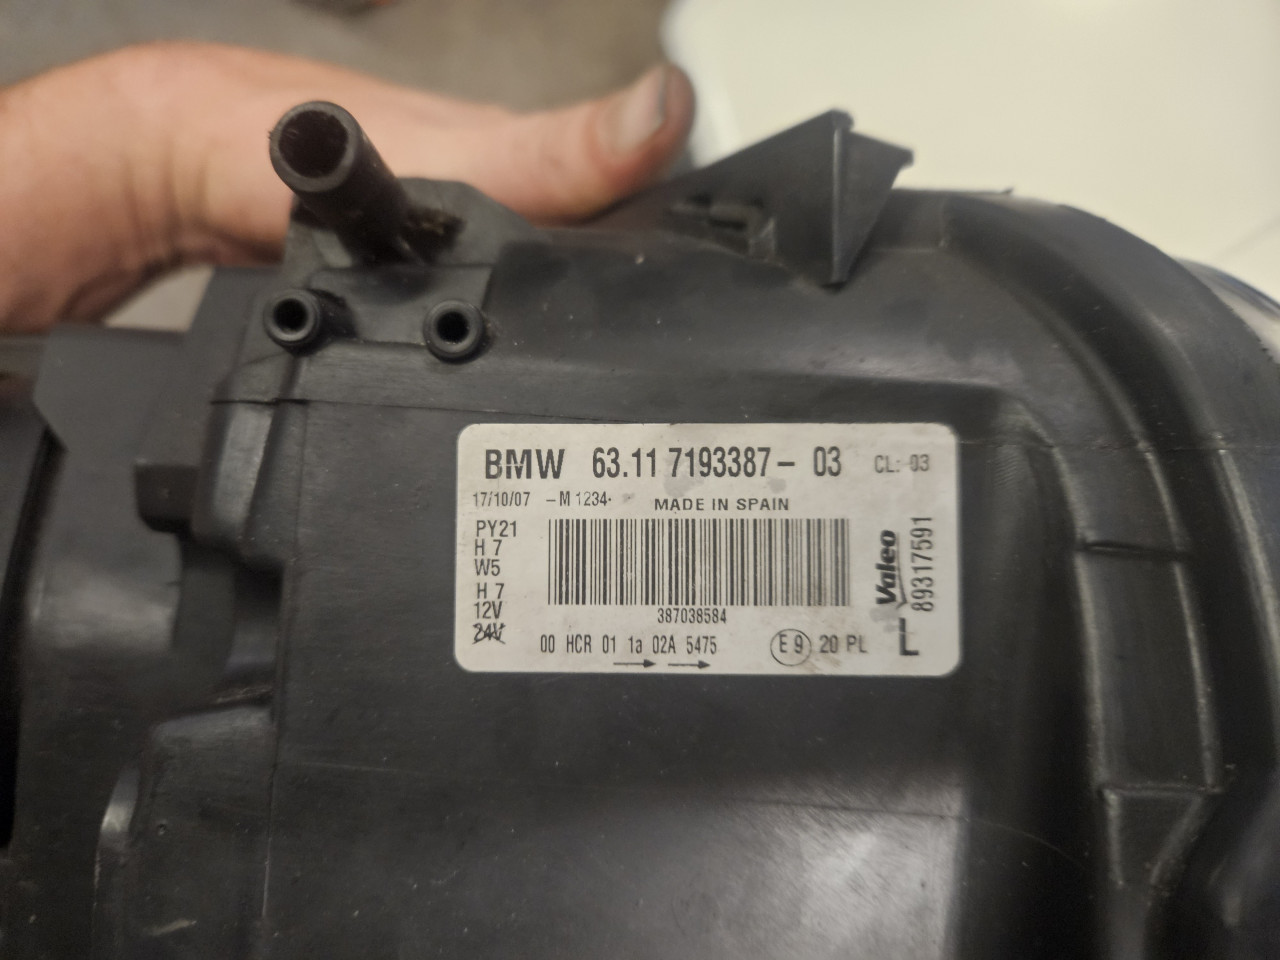 BMW 63.11 7193387- 03 CL: 03
17/10/07 -M 1234- MADE IN SPAIN
PY21
H 7
W5
H 7
12V
24V
387038584
00 HCR 01 1a 02A 5475 E 9 20 PL
L
Valeo
89317591